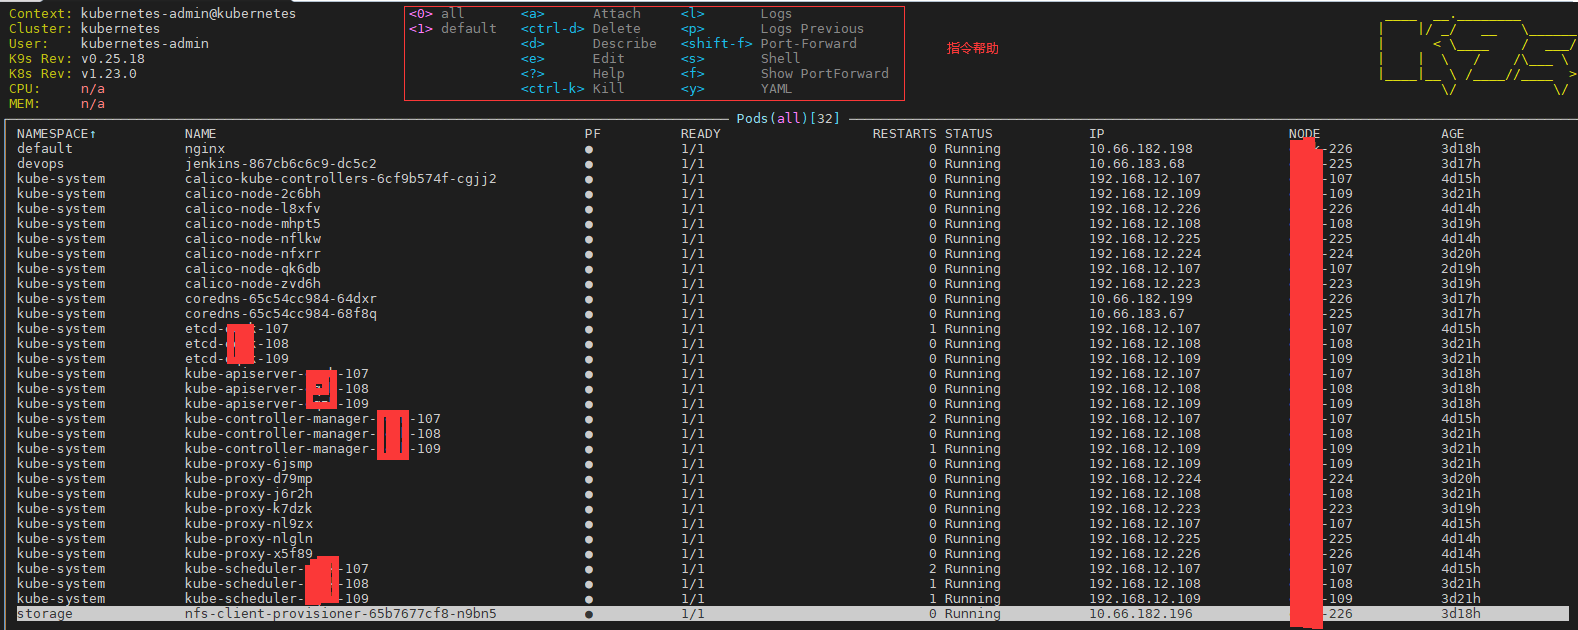 Context: kubernetes-admin@kubernetes <0> all <a> Attach <l> Logs
Cluster: kubernetes <1> default <ctrl-d> Delete <p> Logs Previous
User: kubernetes-admin <d> Describe <shift-f> Port-Forward 指令帮助
K9s Rev: v0.25.18 <e> Edit <s> Shell
K8s Rev: v1.23.0 <?> Help <f> Show PortForward
CPU: n/a <ctrl-k> Kill <y> YAML
MEM: n/a
Pods(all)[32]
NAMESPACE↑ NAME PF READY RESTARTS STATUS IP NODE AGE
default nginx ● 1/1 0 Running 10.66.182.198 -226 3d18h
devops jenkins-867cb6c6c9-dc5c2 ● 1/1 0 Running 10.66.183.68 -225 3d17h
kube-system calico-kube-controllers-6cf9b574f-cgjj2 ● 1/1 0 Running 192.168.12.107 -107 4d15h
kube-system calico-node-2c6bh ● 1/1 0 Running 192.168.12.109 -109 3d21h
kube-system calico-node-l8xfv ● 1/1 0 Running 192.168.12.226 -226 4d14h
kube-system calico-node-mhpt5 ● 1/1 0 Running 192.168.12.108 -108 3d19h
kube-system calico-node-nflkw ● 1/1 0 Running 192.168.12.225 -225 4d14h
kube-system calico-node-nfxrr ● 1/1 0 Running 192.168.12.224 -224 3d20h
kube-system calico-node-qk6db ● 1/1 0 Running 192.168.12.107 -107 2d19h
kube-system calico-node-zvd6h ● 1/1 0 Running 192.168.12.223 -223 3d19h
kube-system coredns-65c54cc984-64dxr ● 1/1 0 Running 10.66.182.199 -226 3d17h
kube-system coredns-65c54cc984-68f8q ● 1/1 0 Running 10.66.183.67 -225 3d17h
kube-system etcd- -107 ● 1/1 1 Running 192.168.12.107 -107 4d15h
kube-system etcd- -108 ● 1/1 0 Running 192.168.12.108 -108 3d21h
kube-system etcd- -109 ● 1/1 0 Running 192.168.12.109 -109 3d21h
kube-system kube-apiserver- -107 ● 1/1 0 Running 192.168.12.107 -107 3d18h
kube-system kube-apiserver- -108 ● 1/1 0 Running 192.168.12.108 -108 3d18h
kube-system kube-apiserver- -109 ● 1/1 0 Running 192.168.12.109 -109 3d18h
kube-system kube-controller-manager- -107 ● 1/1 2 Running 192.168.12.107 -107 4d15h
kube-system kube-controller-manager- -108 ● 1/1 0 Running 192.168.12.108 -108 3d21h
kube-system kube-controller-manager- -109 ● 1/1 1 Running 192.168.12.109 -109 3d21h
kube-system kube-proxy-6jsmp ● 1/1 0 Running 192.168.12.109 -109 3d21h
kube-system kube-proxy-d79mp ● 1/1 0 Running 192.168.12.224 -224 3d20h
kube-system kube-proxy-j6r2h ● 1/1 0 Running 192.168.12.108 -108 3d21h
kube-system kube-proxy-k7dzk ● 1/1 0 Running 192.168.12.223 -223 3d19h
kube-system kube-proxy-nl9zx ● 1/1 0 Running 192.168.12.107 -107 4d15h
kube-system kube-proxy-nlgln ● 1/1 0 Running 192.168.12.225 -225 4d14h
kube-system kube-proxy-x5f89 ● 1/1 0 Running 192.168.12.226 -226 4d14h
kube-system kube-scheduler- -107 ● 1/1 2 Running 192.168.12.107 -107 4d15h
kube-system kube-scheduler- -108 ● 1/1 1 Running 192.168.12.108 -108 3d21h
kube-system kube-scheduler- -109 ● 1/1 1 Running 192.168.12.109 -109 3d21h
storage nfs-client-provisioner-65b7677cf8-n9bn5 ● 1/1 0 Running 10.66.182.196 -226 3d18h